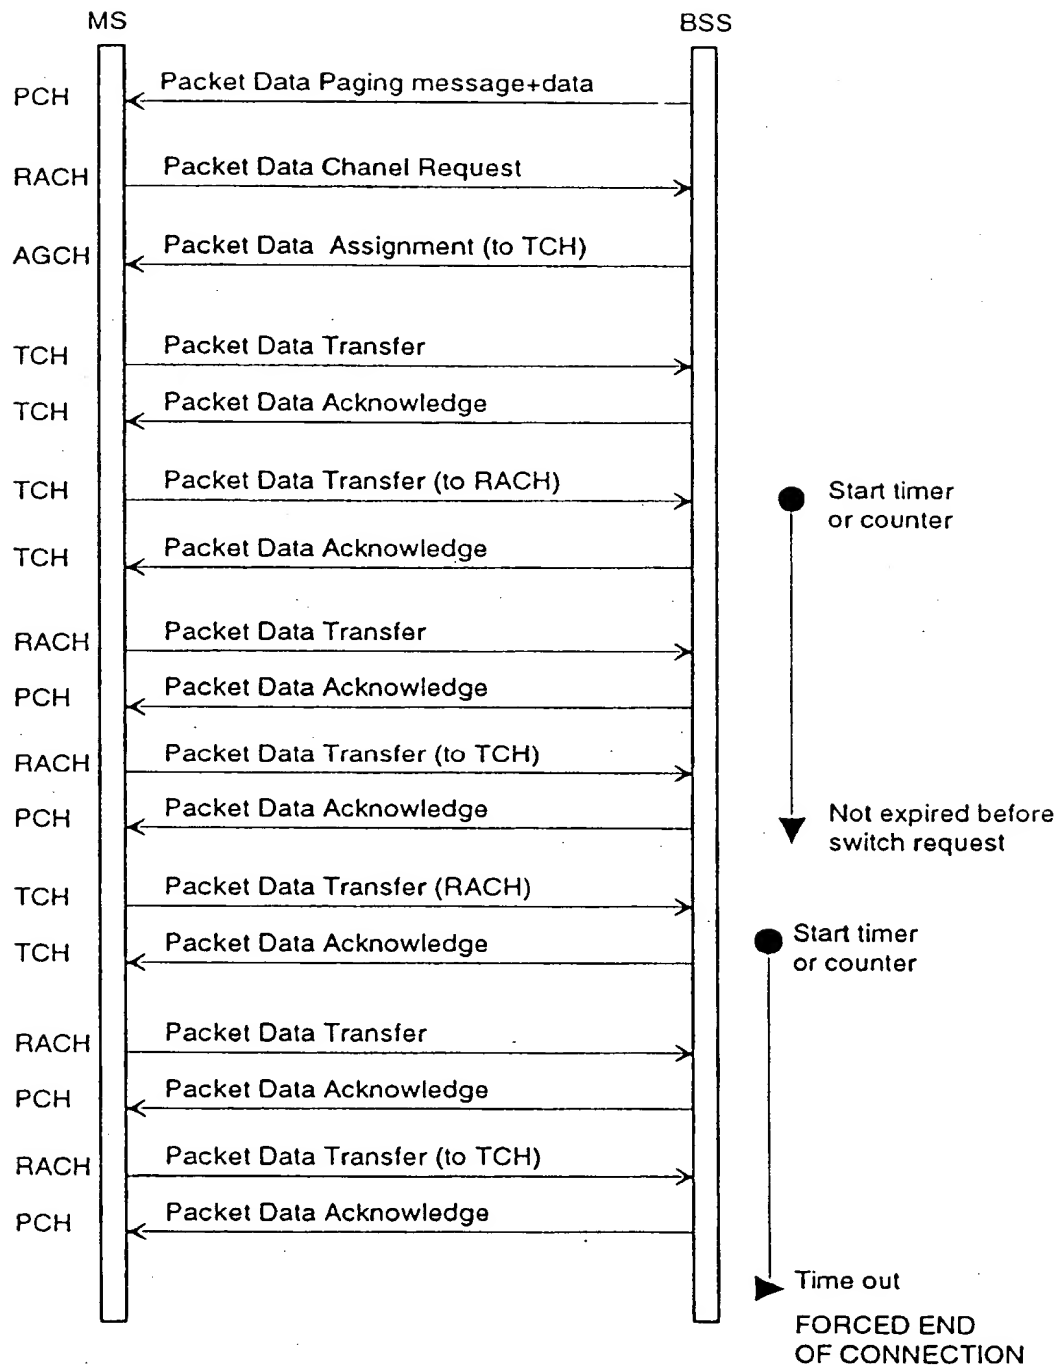 MS
BSS
PCH
Packet Data Paging message+data
RACH
Packet Data Chanel Request
AGCH
Packet Data Assignment (to TCH)
TCH
Packet Data Transfer
TCH
Packet Data Acknowledge
TCH
Packet Data Transfer (to RACH)
Start timer
or counter
TCH
Packet Data Acknowledge
RACH
Packet Data Transfer
PCH
Packet Data Acknowledge
RACH
Packet Data Transfer (to TCH)
PCH
Packet Data Acknowledge
Not expired before
switch request
TCH
Packet Data Transfer (RACH)
TCH
Packet Data Acknowledge
Start timer
or counter
RACH
Packet Data Transfer
PCH
Packet Data Acknowledge
RACH
Packet Data Transfer (to TCH)
PCH
Packet Data Acknowledge
Time out
FORCED END
OF CONNECTION